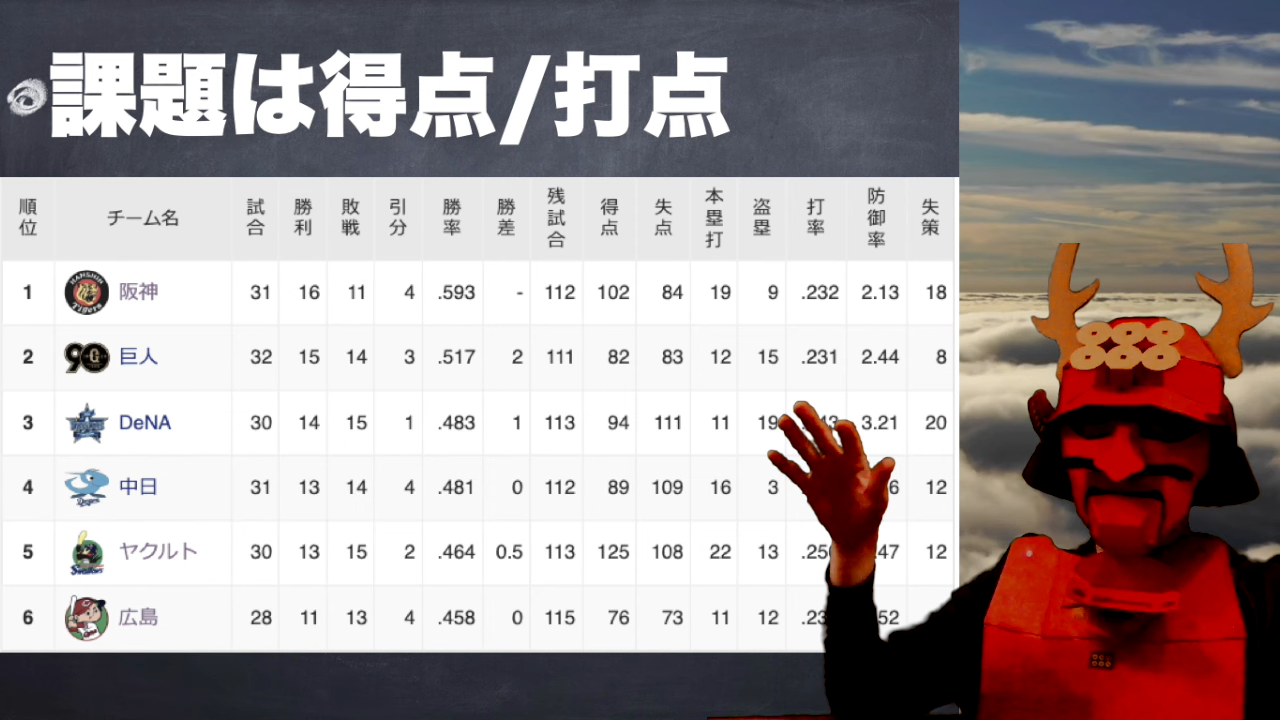 課題は得点/打点
順位 チーム名 試合 勝利 敗戦 引分 勝率 勝差 残試合 得点 失点 本塁打 盗塁 打率 防御率 失策
1 阪神 31 16 11 4 .593 - 112 102 84 19 9 .232 2.13 18
2 巨人 32 15 14 3 .517 2 111 82 83 12 15 .231 2.44 8
3 DeNA 30 14 15 1 .483 1 113 94 111 11 19 3.21 20
4 中日 31 13 14 4 .481 0 112 89 109 16 3 12
5 ヤクルト 30 13 15 2 .464 0.5 113 125 108 22 13 12
6 広島 28 11 13 4 .458 0 115 76 73 11 12